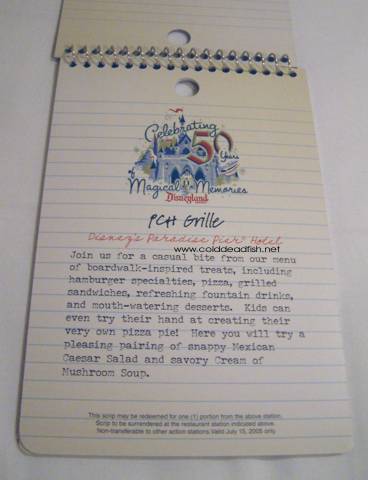 Celebrating
50 Years
of
Magical Memories
Disneyland
PCH Grille
Disney's Paradise Pier® Hotel
www.colddeadfish.net
Join us for a casual bite from our menu
of boardwalk-inspired treats, including
hamburger specialties, pizza, grilled
sandwiches, refreshing fountain drinks,
and mouth-watering desserts. Kids can
even try their hand at creating their
very own pizza pie! Here you will try a
pleasing pairing of snappy Mexican
Caesar Salad and savory Cream of
Mushroom Soup.
This scrip may be redeemed for one (1) portion from the above station.
Scrip to be surrendered at the restaurant station indicated above.
Non-transferable to other action stations.Valid July 15, 2005 only.